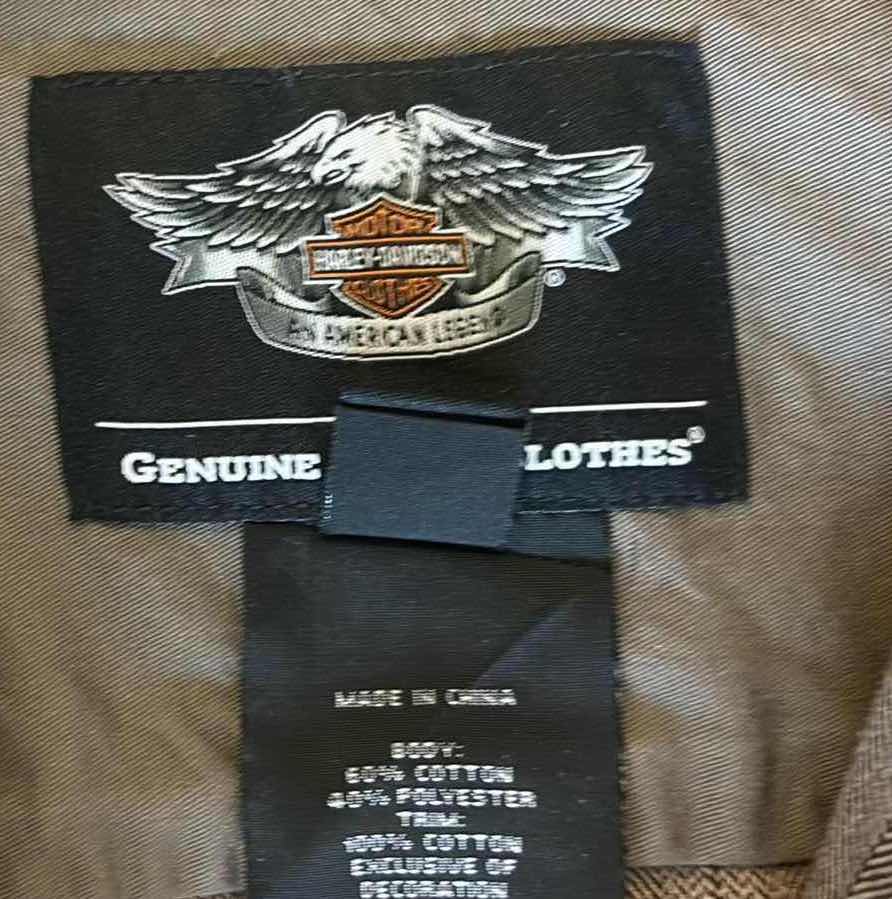 MOTOR
HARLEY-DAVIDSON
CLOTHES
®
AN AMERICAN LEGEND
GENUINE LOTHES®
MADE IN CHINA
BODY:
60% COTTON
40% POLYESTER
TRIM:
100% COTTON
EXCLUSIVE OF
DECORATION